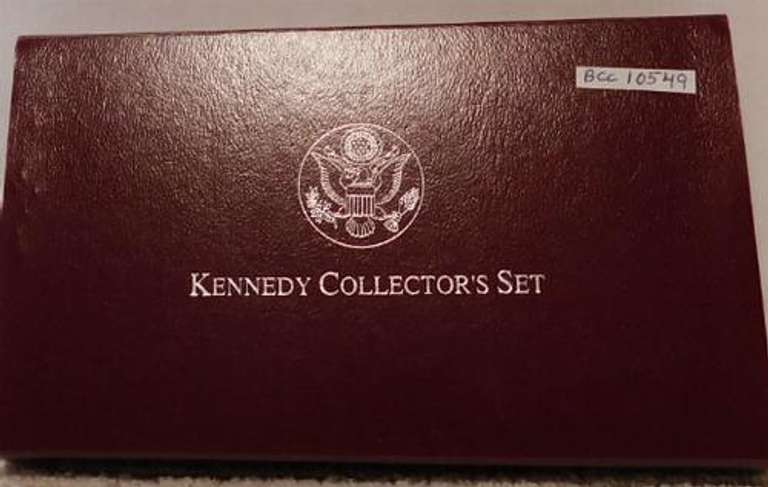 BCC 10549
KENNEDY COLLECTOR'S SET